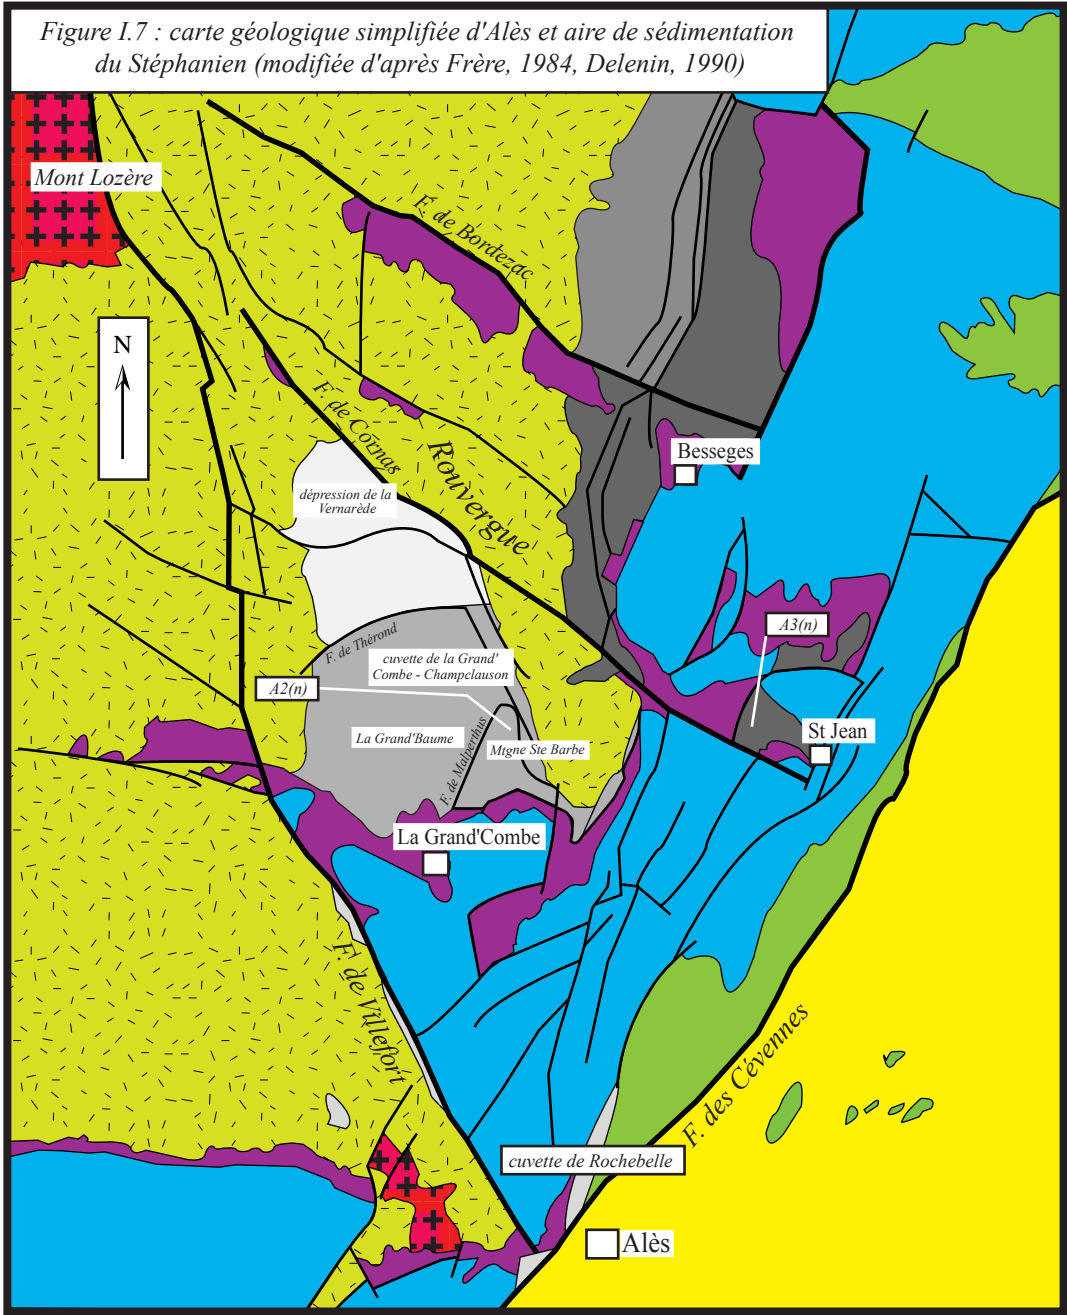 Figure I.7 : carte géologique simplifiée d'Alès et aire de sédimentation
du Stéphanien (modifiée d'après Frère, 1984, Delenin, 1990)
Mont Lozère
F. de Bordezac
N
F. de Cornas
Rouvergue
Besseges
dépression de la
Vernarède
F. de Thérond
A3(n)
cuvette de la Grand'
Combe - Champclauson
A2(n)
La Grand'Baume
F. de Malperthus
Mtgne Ste Barbe
St Jean
La Grand'Combe
F. de Villefort
F. des Cévennes
cuvette de Rochebelle
Alès